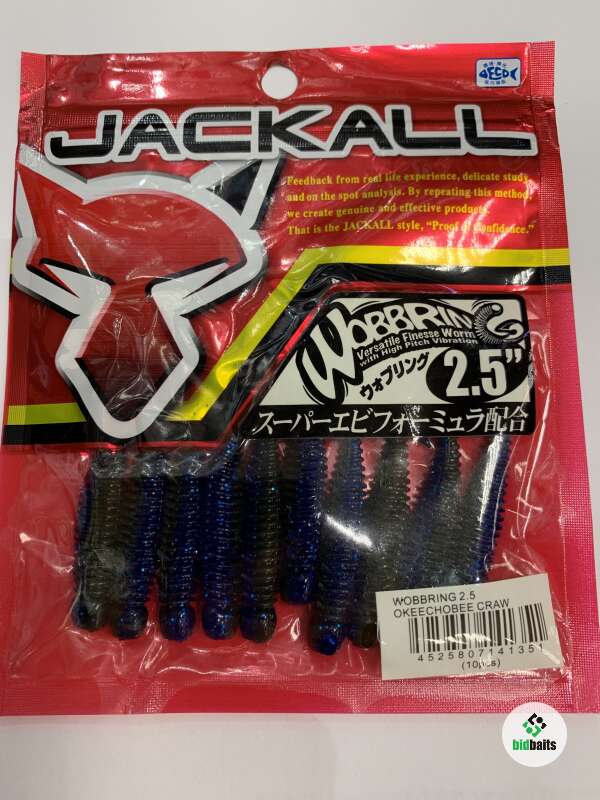 JACKALL
ECO
Feedback from real life experience, delicate study,
and on the spot analysis. By repeating this method,
we create genuine and effective products.
That is the JACKALL style, "Proof of Confidence."
WOBBRING
Versatile Finesse Worm
with High Pitch Vibration
ウォブリング
2.5"
スーパーエビフォーミュラ配合
WOBBRING 2.5
OKEECHOBEE CRAW
4525807141351
(10pcs)
bidbaits